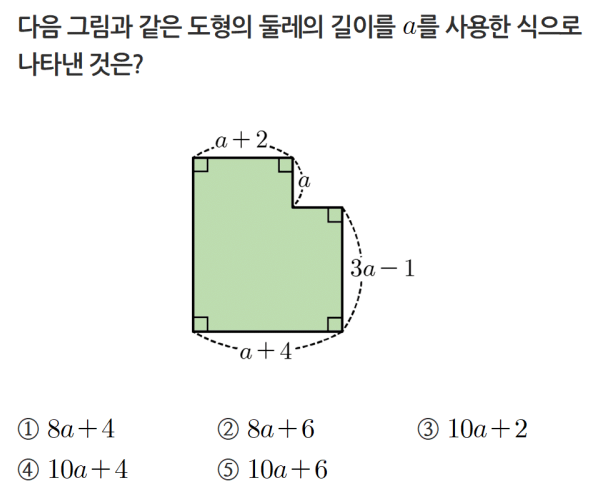 다음 그림과 같은 도형의 둘레의 길이를 a를 사용한 식으로
나타낸 것은?
a+2
a
3a-1
a+4
① 8a+4 ② 8a+6 ③ 10a+2
④ 10a+4 ⑤ 10a+6